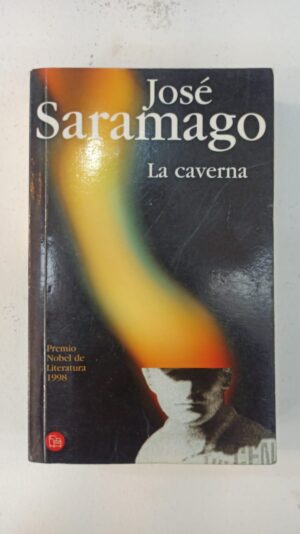 José
Saramago
La caverna
Premio
Nobel de
Literatura
1998